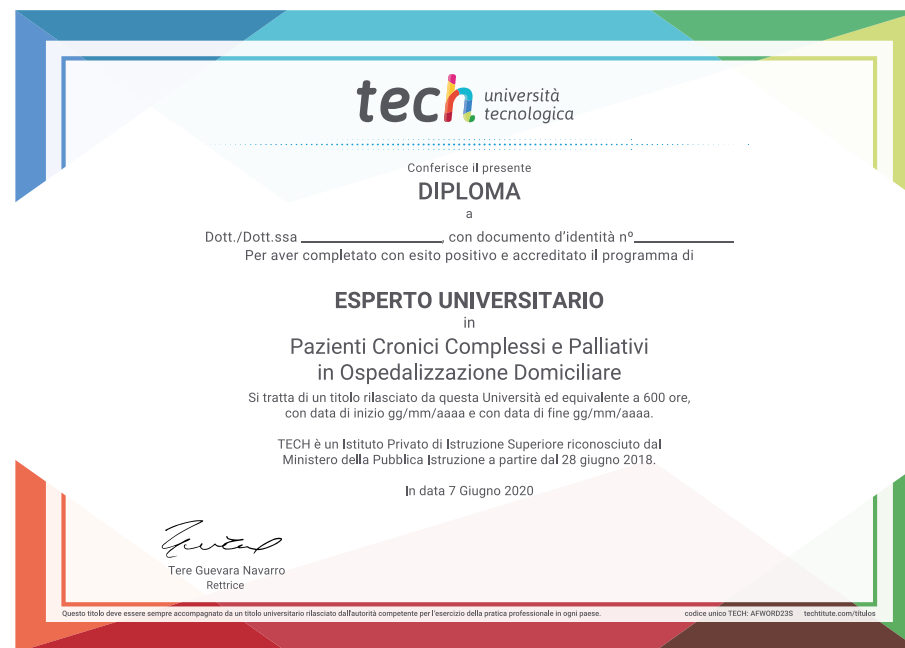 tech università
tecnologica
Conferisce il presente
DIPLOMA
a
Dott./Dott.ssa ____________, con documento d'identità nº____________
Per aver completato con esito positivo e accreditato il programma di
ESPERTO UNIVERSITARIO
in
Pazienti Cronici Complessi e Palliativi
in Ospedalizzazione Domiciliare
Si tratta di un titolo rilasciato da questa Università ed equivalente a 600 ore,
con data di inizio gg/mm/aaaa e con data di fine gg/mm/aaaa.
TECH è un Istituto Privato di Istruzione Superiore riconosciuto dal
Ministero della Pubblica Istruzione a partire dal 28 giugno 2018.
In data 7 Giugno 2020
Tere Guevara Navarro
Rettrice
Questo titolo deve essere sempre accompagnato da un titolo universitario rilasciato dall'autorità competente per l'esercizio della pratica professionale in ogni paese. codice unico TECH: AFWORD23S techtitute.com/titulos